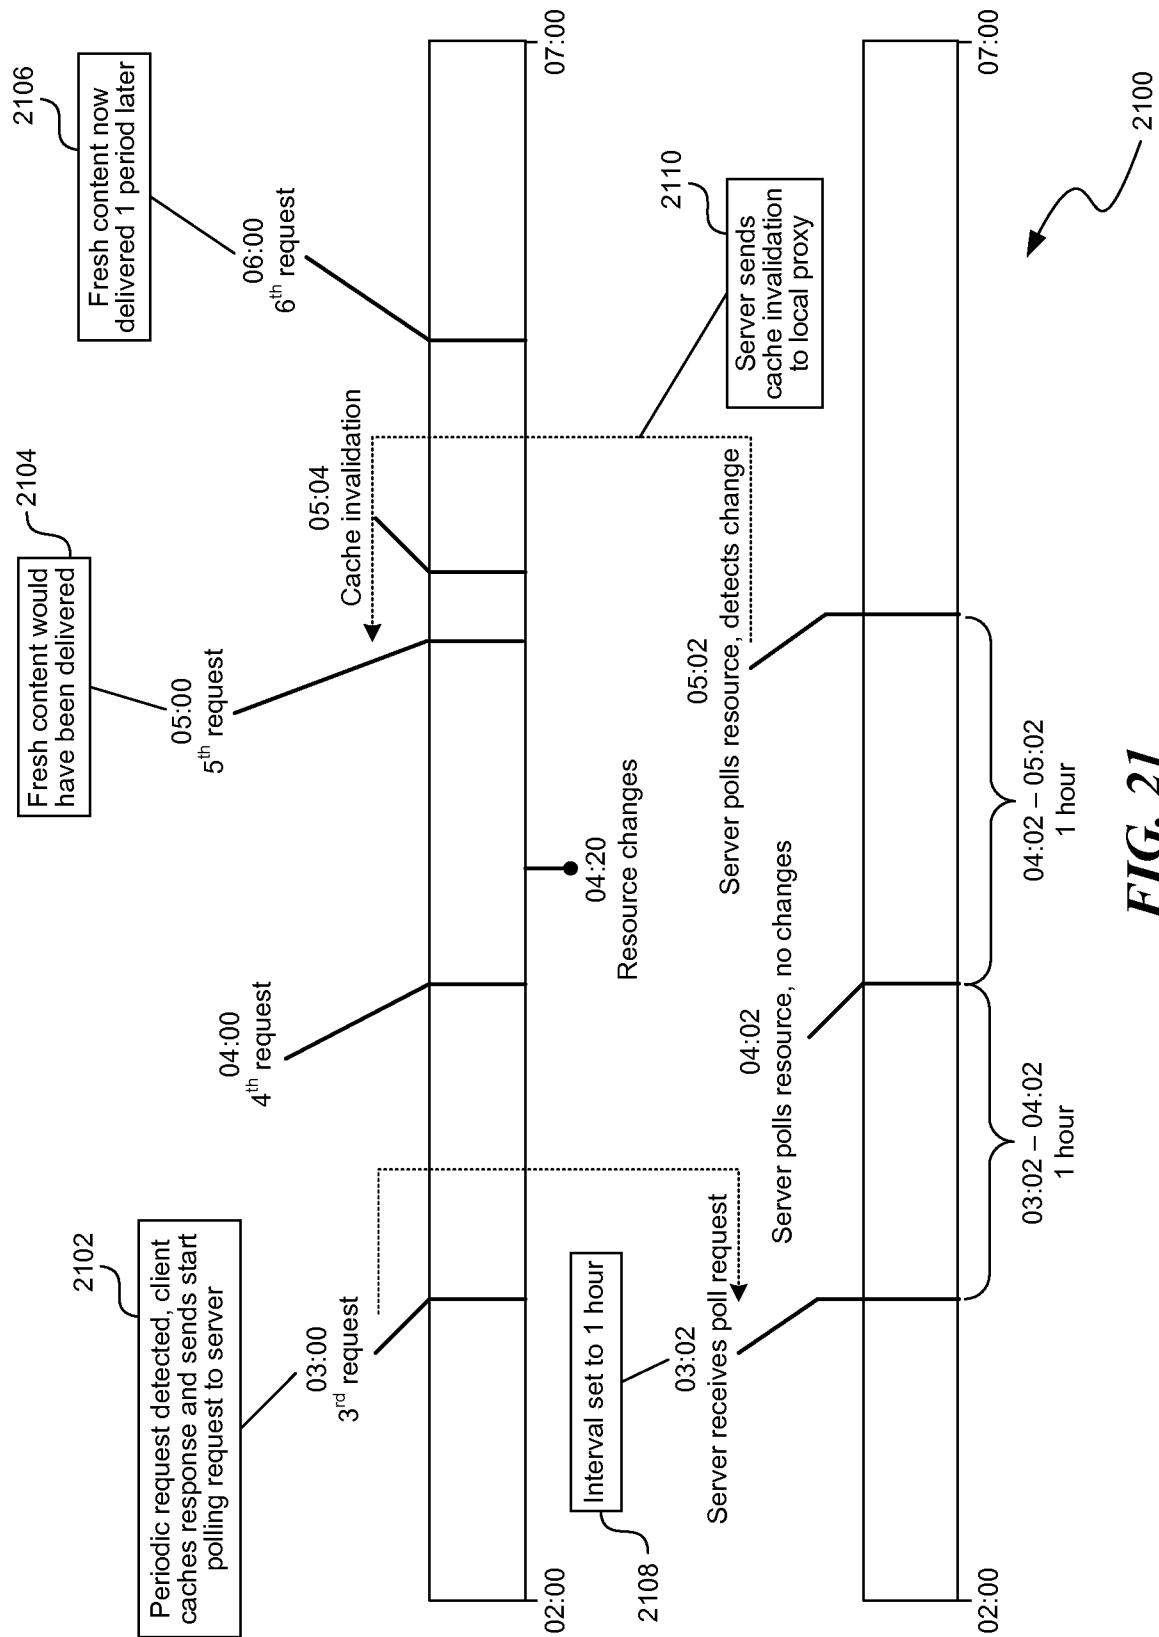 2102
Periodic request detected, client
caches response and sends start
polling request to server
03:00
3rd request
04:00
4th request
2104
Fresh content would
have been delivered
05:00
5th request
05:04
Cache invalidation
2106
Fresh content now
delivered 1 period later
06:00
6th request
02:00
04:20
Resource changes
07:00
2108
Interval set to 1 hour
03:02
Server receives poll request
04:02
Server polls resource, no changes
05:02
Server polls resource, detects change
2110
Server sends
cache invalidation
to local proxy
02:00
03:02 – 04:02
1 hour
04:02 – 05:02
1 hour
07:00
2100
FIG. 21